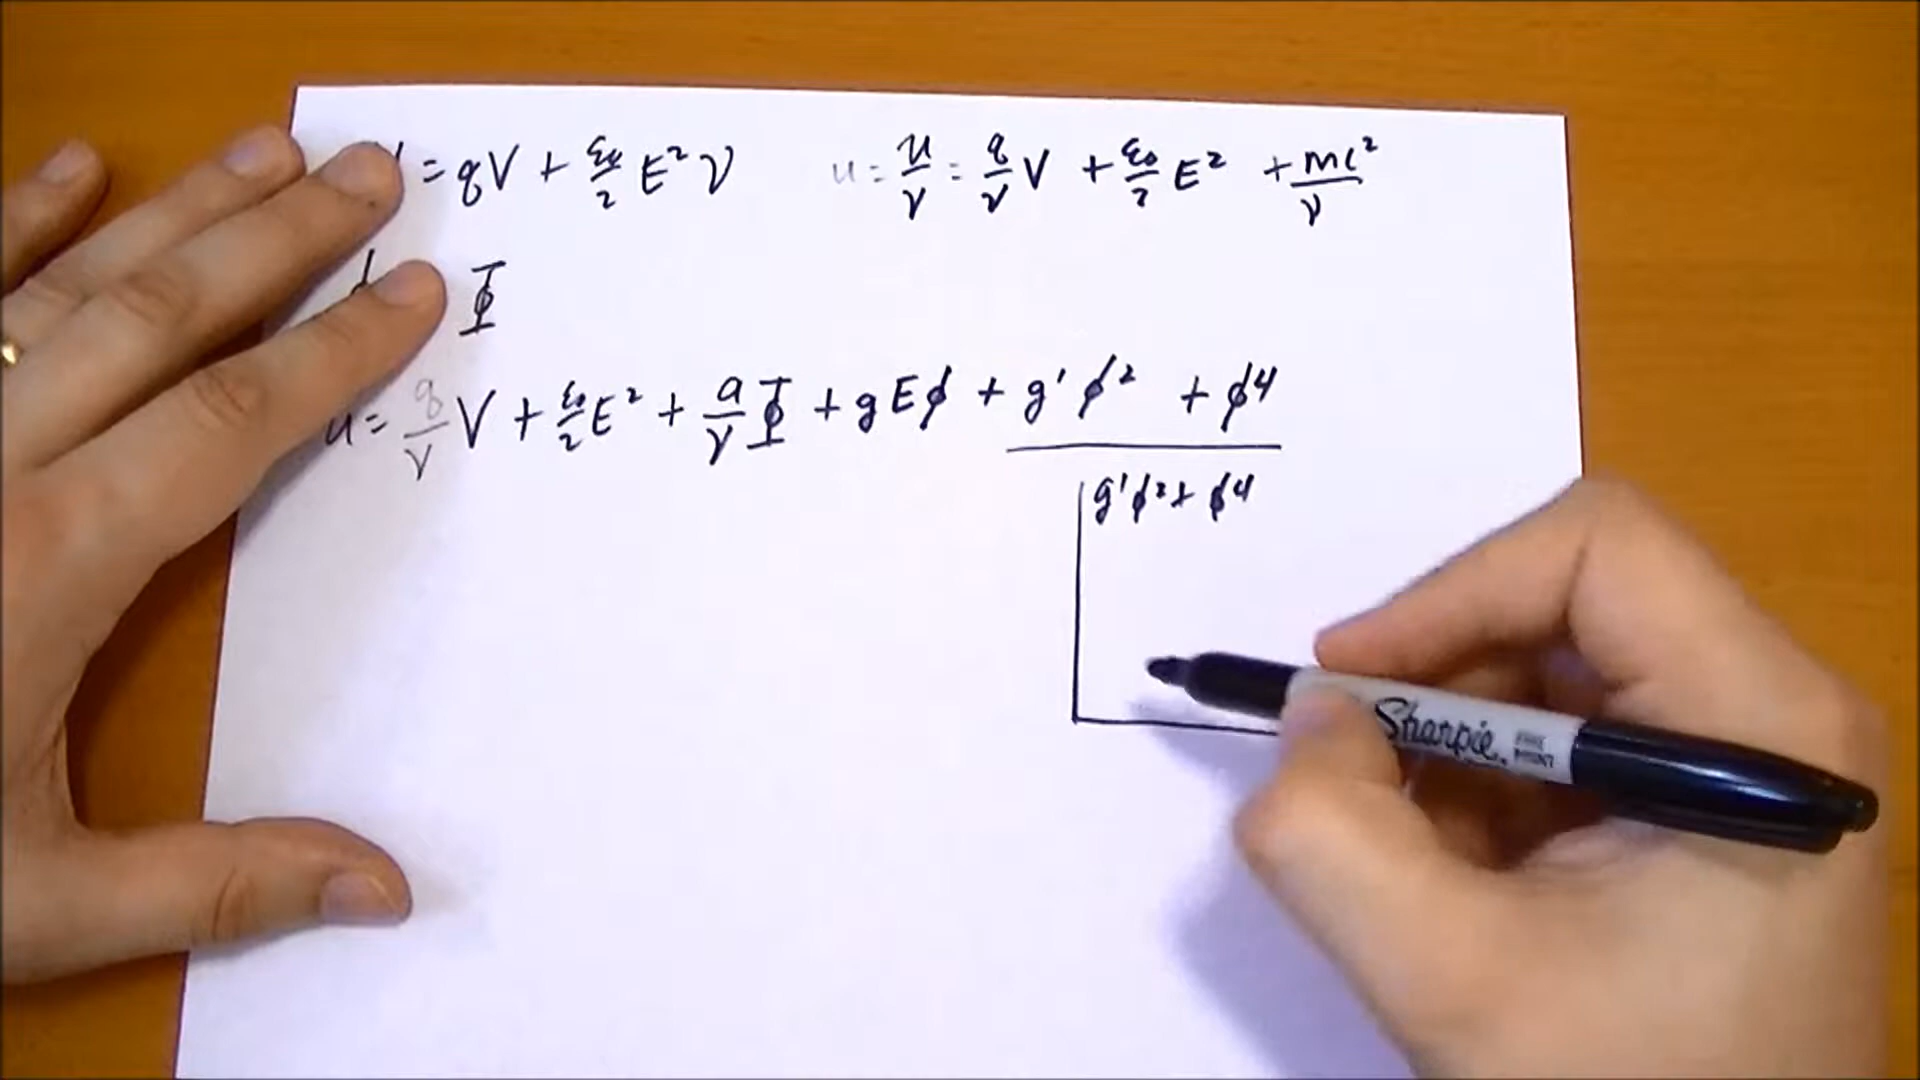 = qV + ε₀/2 E² 𝒱    u = U/𝒱 = q/𝒱 V + ε₀/2 E² + mc²/𝒱
Φ
u = q/𝒱 V + ε₀/2 E² + a/𝒱 Φ + gEϕ + g'ϕ² + ϕ4
g'ϕ² + ϕ4
Sharpie